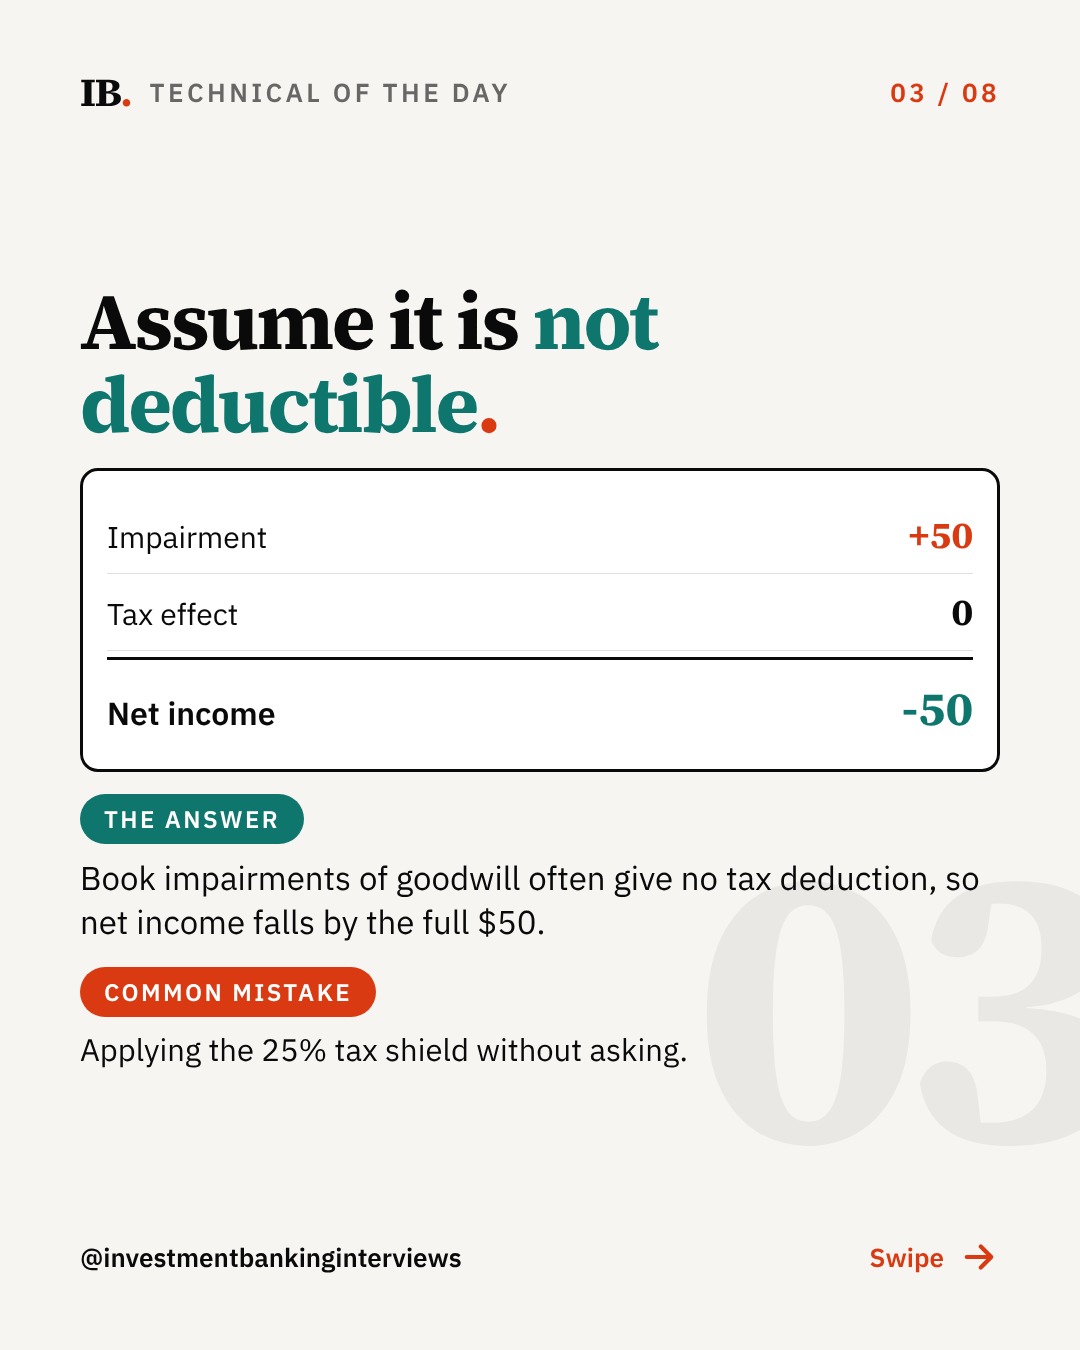 IB. TECHNICAL OF THE DAY 03 / 08
Assume it is not
deductible.
Impairment +50
Tax effect 0
Net income -50
THE ANSWER
Book impairments of goodwill often give no tax deduction, so
net income falls by the full $50.
COMMON MISTAKE
Applying the 25% tax shield without asking.
03
@investmentbankinginterviews Swipe →